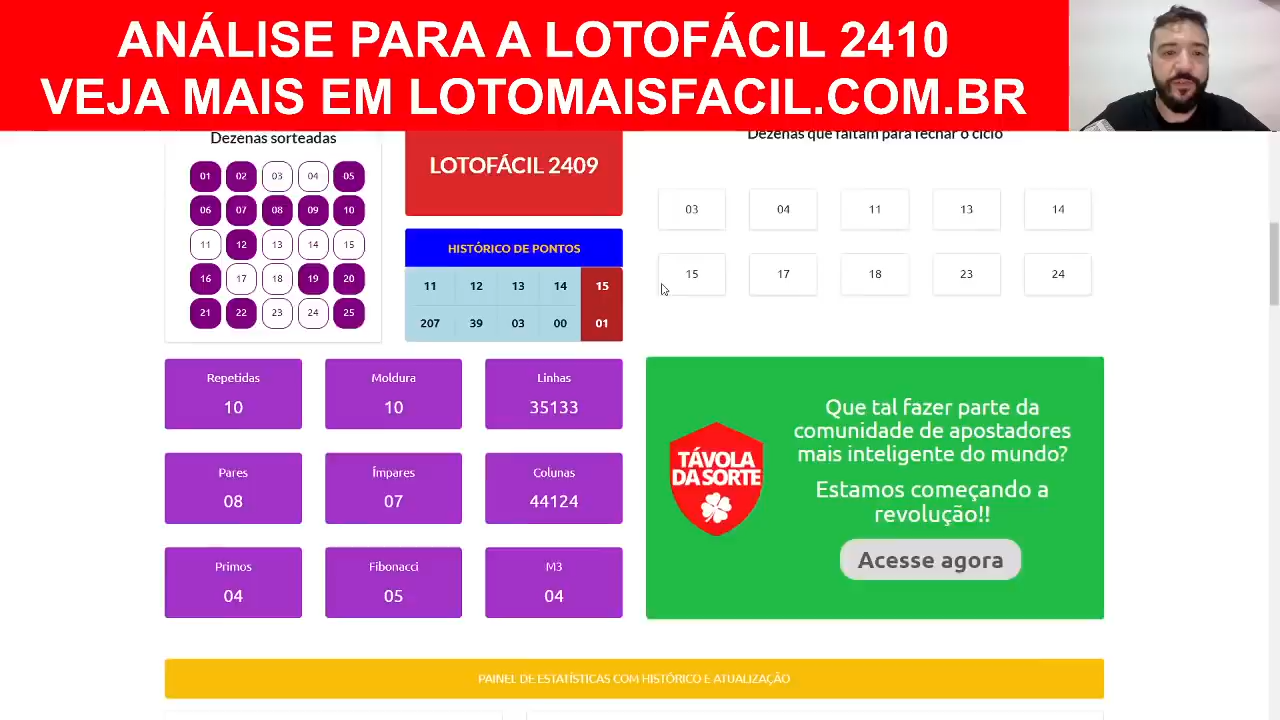 ANÁLISE PARA A LOTOFÁCIL 2410
VEJA MAIS EM LOTOMAISFACIL.COM.BR
Dezenas sorteadas
01 02 03 04 05
06 07 08 09 10
11 12 13 14 15
16 17 18 19 20
21 22 23 24 25
LOTOFÁCIL 2409
HISTÓRICO DE PONTOS
11 12 13 14 15
207 39 03 00 01
Dezenas que faltam para fechar o ciclo
03 04 11 13 14
15 17 18 23 24
Repetidas Moldura Linhas
10 10 35133
Pares Ímpares Colunas
08 07 44124
Primos Fibonacci M3
04 05 04
TÁVOLA
DA SORTE
Que tal fazer parte da
comunidade de apostadores
mais inteligente do mundo?
Estamos começando a
revolução!!
Acesse agora
PAINEL DE ESTATÍSTICAS COM HISTÓRICO E ATUALIZAÇÃO